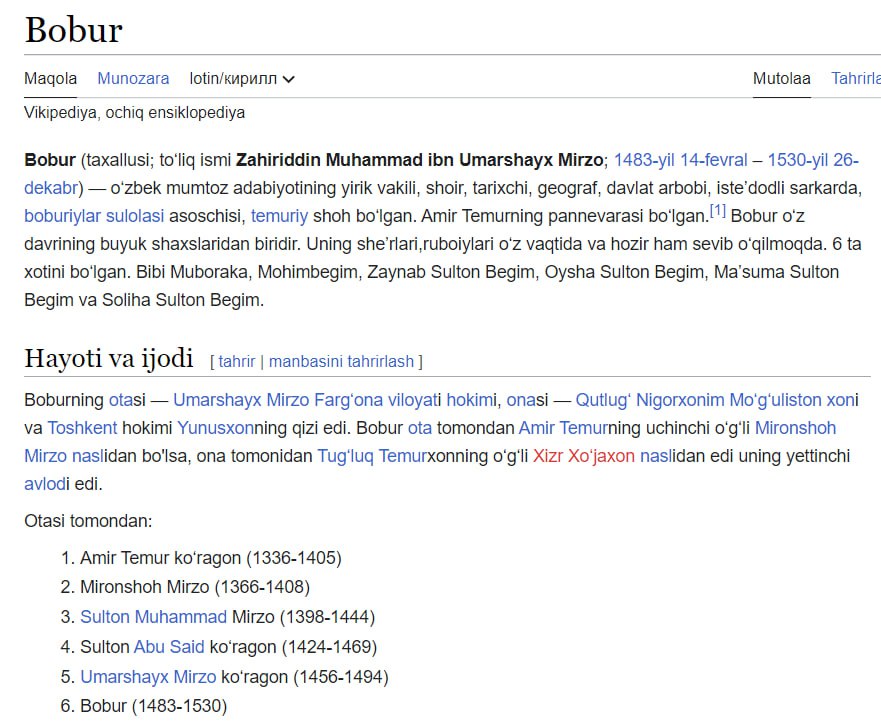 Bobur
Maqola Munozara lotin/кирилл Mutolaa Tahrirla
Vikipediya, ochiq ensiklopediya
Bobur (taxallusi; toʻliq ismi Zahiriddin Muhammad ibn Umarshayx Mirzo; 1483-yil 14-fevral – 1530-yil 26-
dekabr) — oʻzbek mumtoz adabiyotining yirik vakili, shoir, tarixchi, geograf, davlat arbobi, isteʼdodli sarkarda,
boburiylar sulolasi asoschisi, temuriy shoh boʻlgan. Amir Temurning pannevarasi boʻlgan.[1] Bobur oʻz
davrining buyuk shaxslaridan biridir. Uning sheʼrlari,ruboiylari oʻz vaqtida va hozir ham sevib oʻqilmoqda. 6 ta
xotini boʻlgan. Bibi Muboraka, Mohimbegim, Zaynab Sulton Begim, Oysha Sulton Begim, Maʼsuma Sulton
Begim va Soliha Sulton Begim.
Hayoti va ijodi [ tahrir | manbasini tahrirlash ]
Boburning otasi — Umarshayx Mirzo Fargʻona viloyati hokimi, onasi — Qutlugʻ Nigorxonim Moʻgʻuliston xoni
va Toshkent hokimi Yunusxonning qizi edi. Bobur ota tomondan Amir Temurning uchinchi oʻgʻli Mironshoh
Mirzo naslidan bo'lsa, ona tomonidan Tugʻluq Temurxonning oʻgʻli Xizr Xoʻjaxon naslidan edi uning yettinchi
avlodi edi.
Otasi tomondan:
1. Amir Temur koʻragon (1336-1405)
2. Mironshoh Mirzo (1366-1408)
3. Sulton Muhammad Mirzo (1398-1444)
4. Sulton Abu Said koʻragon (1424-1469)
5. Umarshayx Mirzo koʻragon (1456-1494)
6. Bobur (1483-1530)